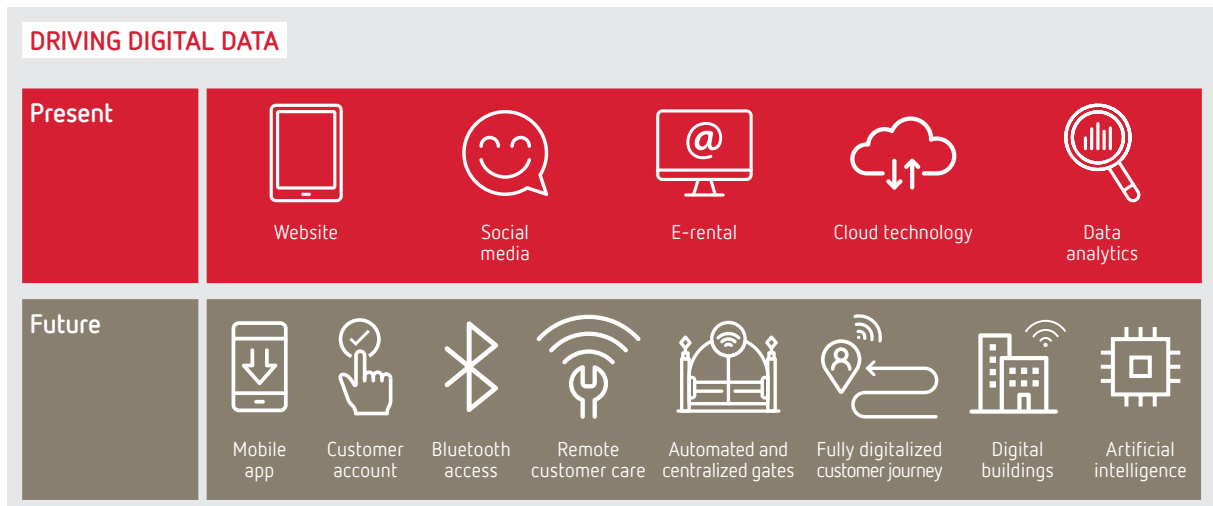 DRIVING DIGITAL DATA
Present
@
Website
Social
media
E-rental
Cloud technology
Data
analytics
Future
Mobile
app
Customer
account
Bluetooth
access
Remote
customer care
Automated and
centralized gates
Fully digitalized
customer journey
Digital
buildings
Artificial
intelligence